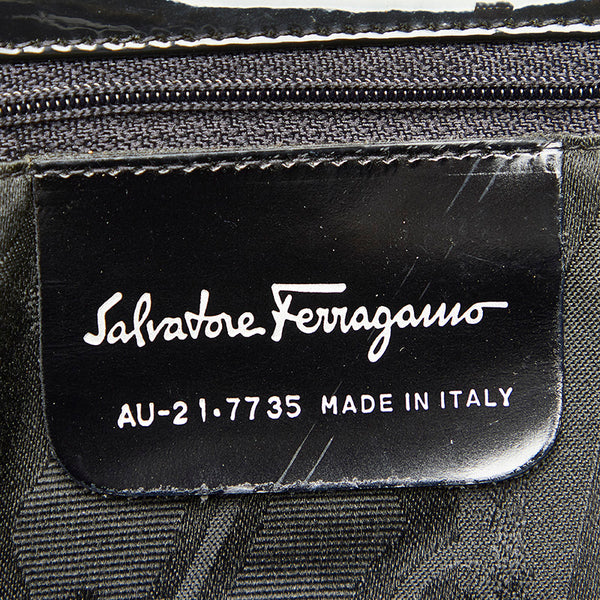 Salvatore Ferragamo
AU-21·7735 MADE IN ITALY